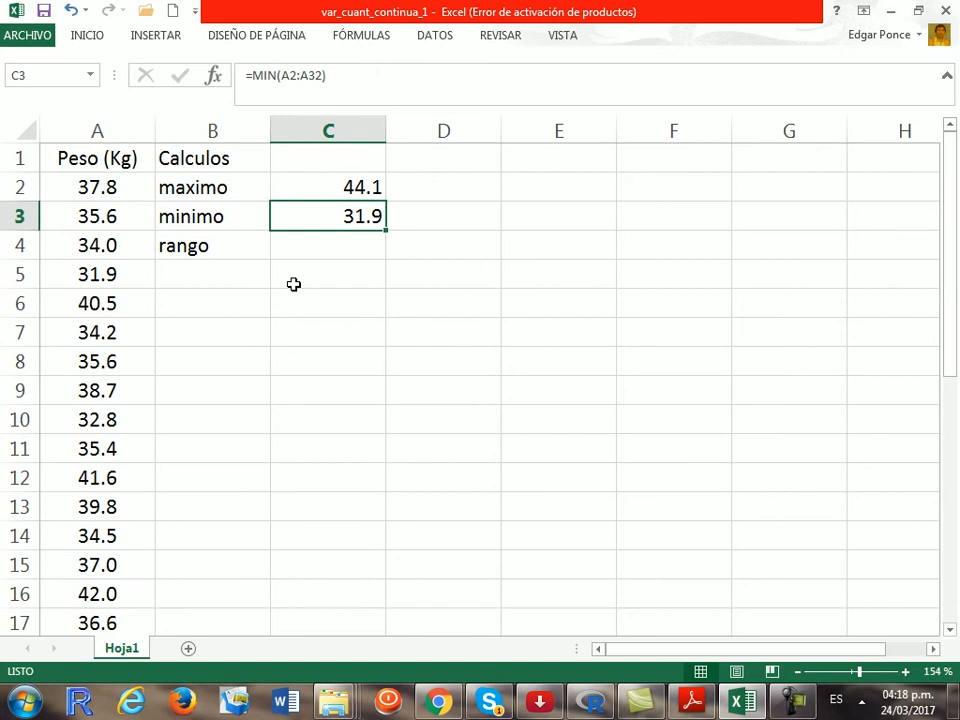 var_cuant_continua_1 - Excel (Error de activación de productos)
ARCHIVO INICIO INSERTAR DISEÑO DE PÁGINA FÓRMULAS DATOS REVISAR VISTA Edgar Ponce
C3 fx =MIN(A2:A32)
A B C D E F G H
1 Peso (Kg) Calculos
2 37.8 maximo 44.1
3 35.6 minimo 31.9
4 34.0 rango
5 31.9
6 40.5
7 34.2
8 35.6
9 38.7
10 32.8
11 35.4
12 41.6
13 39.8
14 34.5
15 37.0
16 42.0
17 36.6
Hoja1
LISTO 154 %
ES 04:18 p.m.
24/03/2017